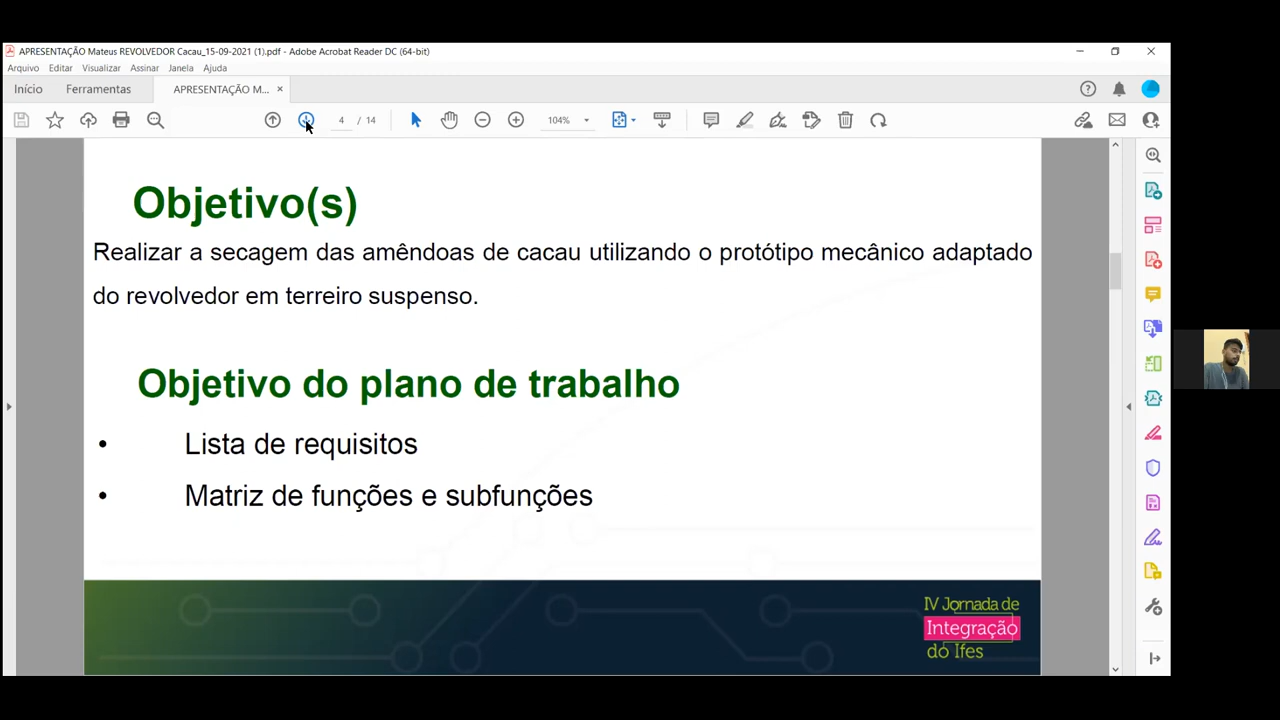 APRESENTAÇÃO Mateus REVOLVEDOR Cacau_15-09-2021 (1).pdf - Adobe Acrobat Reader DC (64-bit)
Arquivo Editar Visualizar Assinar Janela Ajuda
Início Ferramentas APRESENTAÇÃO M... ×
4 / 14 104%
Objetivo(s)
Realizar a secagem das amêndoas de cacau utilizando o protótipo mecânico adaptado
do revolvedor em terreiro suspenso.
Objetivo do plano de trabalho
• Lista de requisitos
• Matriz de funções e subfunções
IV Jornada de
Integração
do Ifes